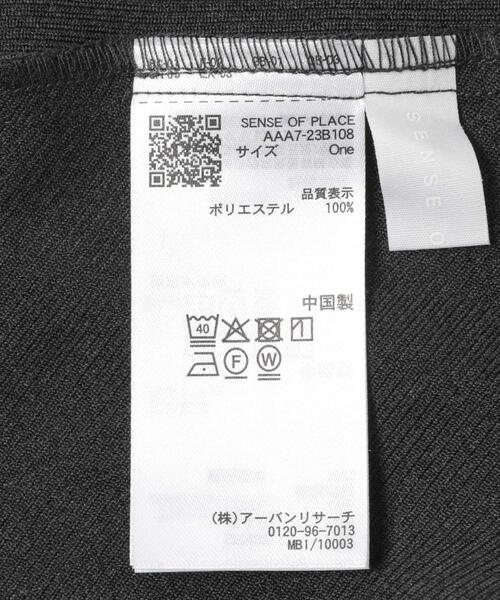 SENSE OF PLACE
AAA7-23B108
サイズ One
品質表示
ポリエステル 100%
中国製
40
F W
(株)アーバンリサーチ
0120-96-7013
MBI/10003
SENSE O